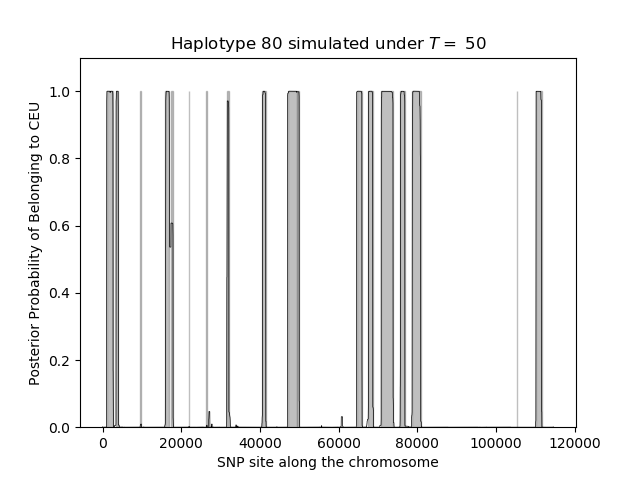 Haplotype 80 simulated under T = 50
Posterior Probability of Belonging to CEU
1.0
0.8
0.6
0.4
0.2
0.0
0 20000 40000 60000 80000 100000 120000
SNP site along the chromosome